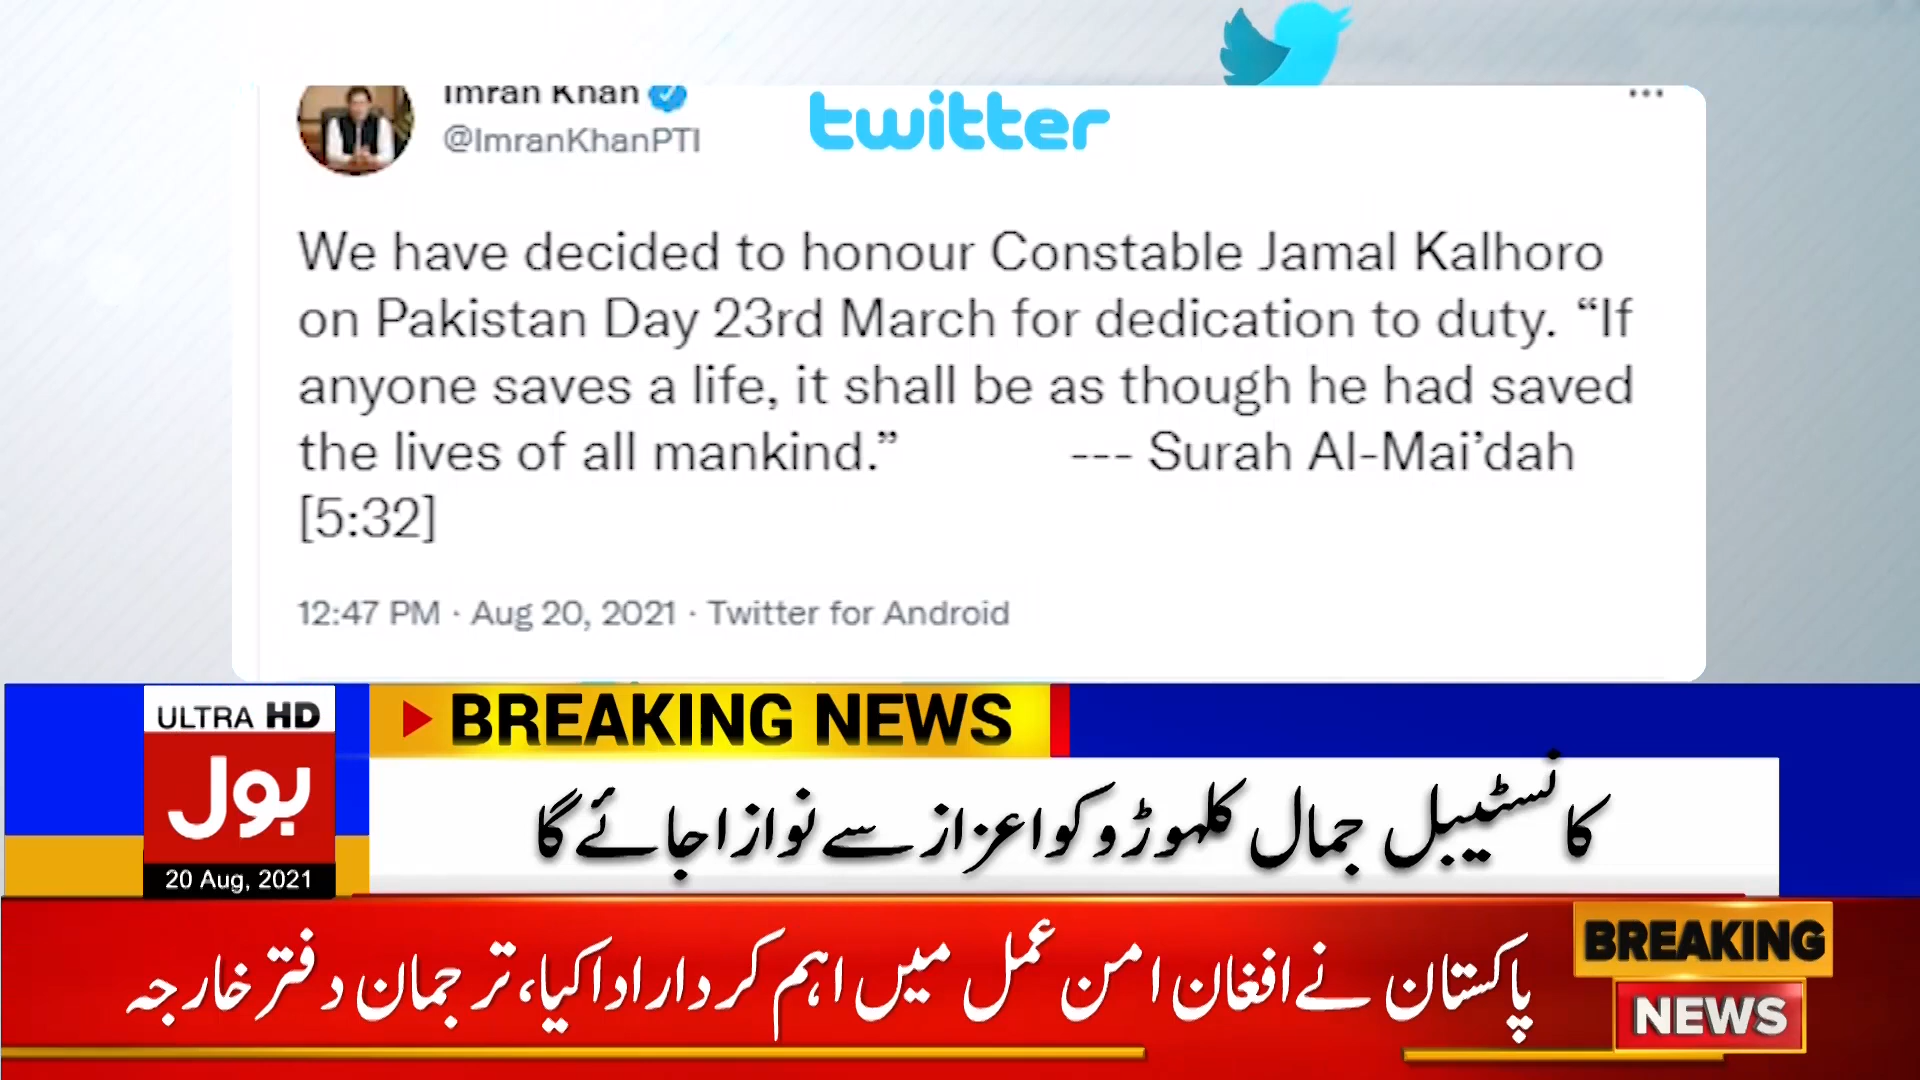 Imran Khan
@ImranKhanPTI
twitter
We have decided to honour Constable Jamal Kalhoro
on Pakistan Day 23rd March for dedication to duty. “If
anyone saves a life, it shall be as though he had saved
the lives of all mankind.” --- Surah Al-Mai’dah
[5:32]
12:47 PM · Aug 20, 2021 · Twitter for Android
ULTRA HD
بول
20 Aug, 2021
BREAKING NEWS
کانسٹیبل جمال کلہوڑو کو اعزاز سے نوازا جائے گا
BREAKING
NEWS
پاکستان نے افغان امن عمل میں اہم کردار ادا کیا، ترجمان دفتر خارجہ